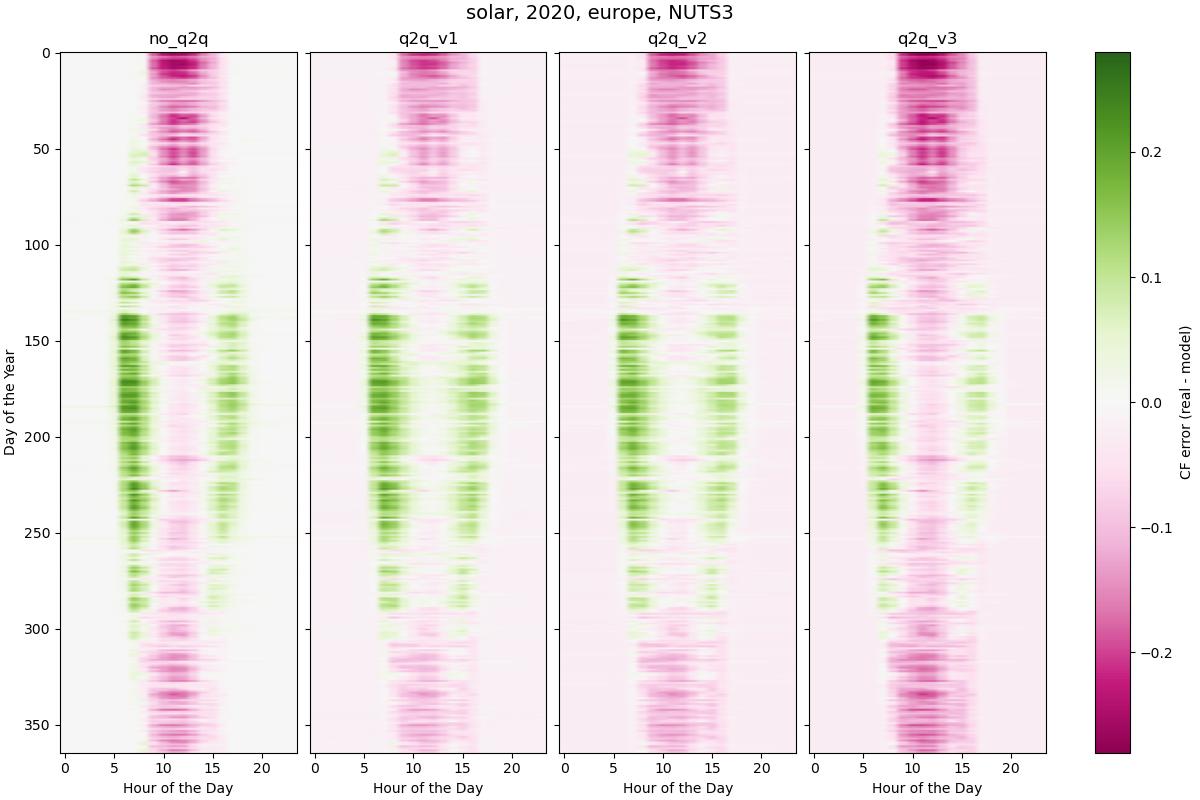 solar, 2020, europe, NUTS3
no_q2q
q2q_v1
q2q_v2
q2q_v3
0
50
100
150
200
250
300
350
Day of the Year
0 5 10 15 20
0 5 10 15 20
0 5 10 15 20
0 5 10 15 20
Hour of the Day
Hour of the Day
Hour of the Day
Hour of the Day
0.2
0.1
0.0
−0.1
−0.2
CF error (real - model)